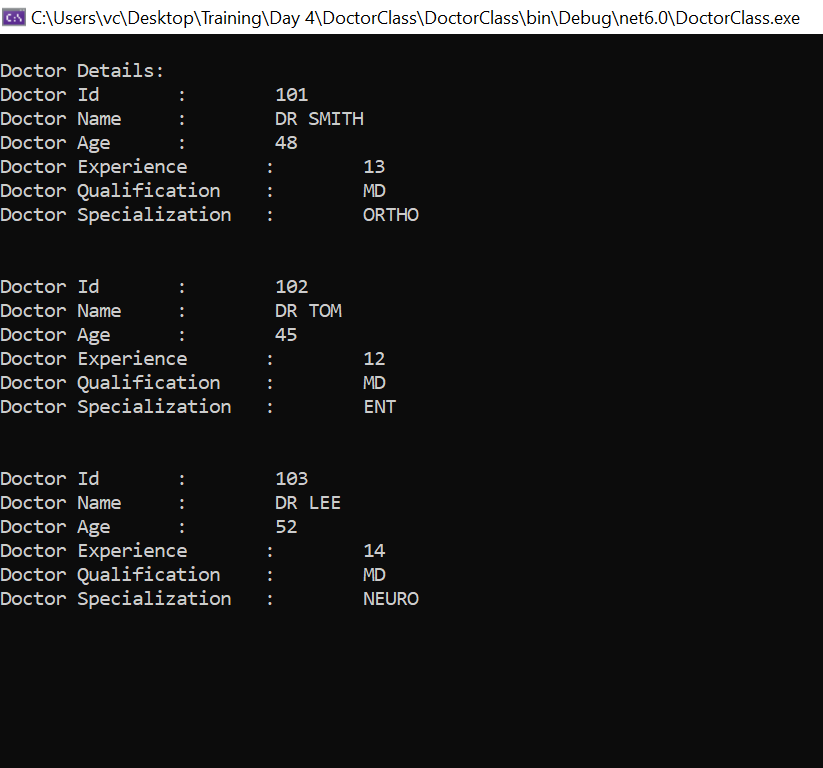 C:\Users\vc\Desktop\Training\Day 4\DoctorClass\DoctorClass\bin\Debug\net6.0\DoctorClass.exe
Doctor Details:
Doctor Id : 101
Doctor Name : DR SMITH
Doctor Age : 48
Doctor Experience : 13
Doctor Qualification : MD
Doctor Specialization : ORTHO
Doctor Id : 102
Doctor Name : DR TOM
Doctor Age : 45
Doctor Experience : 12
Doctor Qualification : MD
Doctor Specialization : ENT
Doctor Id : 103
Doctor Name : DR LEE
Doctor Age : 52
Doctor Experience : 14
Doctor Qualification : MD
Doctor Specialization : NEURO